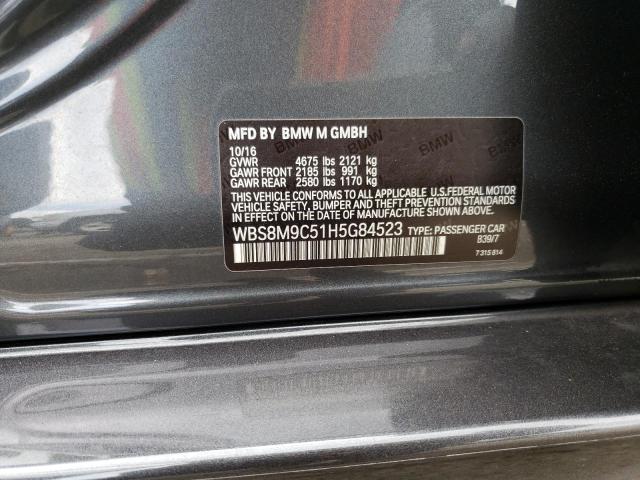 MFD BY BMW M GMBH
10/16
GVWR 4675 lbs 2121 kg
GAWR FRONT 2185 lbs 991 kg
GAWR REAR 2580 lbs 1170 kg
THIS VEHICLE CONFORMS TO ALL APPLICABLE U.S. FEDERAL MOTOR
VEHICLE SAFETY, BUMPER AND THEFT PREVENTION STANDARDS
IN EFFECT ON THE DATE OF MANUFACTURE SHOWN ABOVE.
WBS8M9C51H5G84523 TYPE: PASSENGER CAR
B39/7
7 315 614